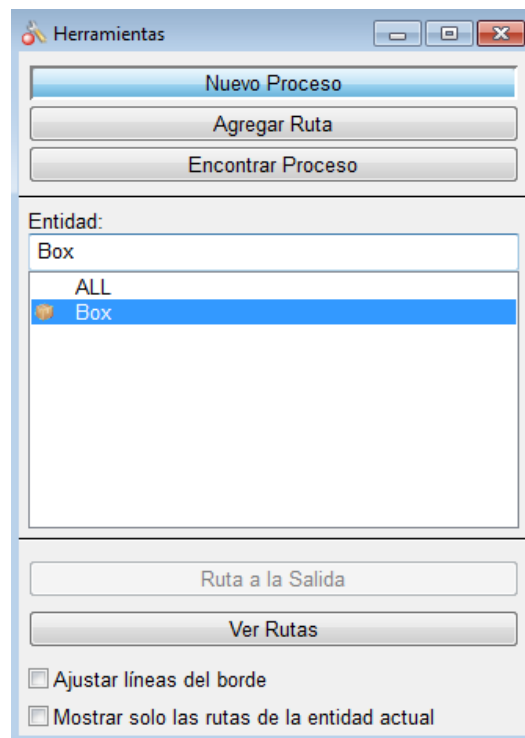 Herramientas
Nuevo Proceso
Agregar Ruta
Encontrar Proceso
Entidad:
Box
ALL
Box
Ruta a la Salida
Ver Rutas
Ajustar líneas del borde
Mostrar solo las rutas de la entidad actual